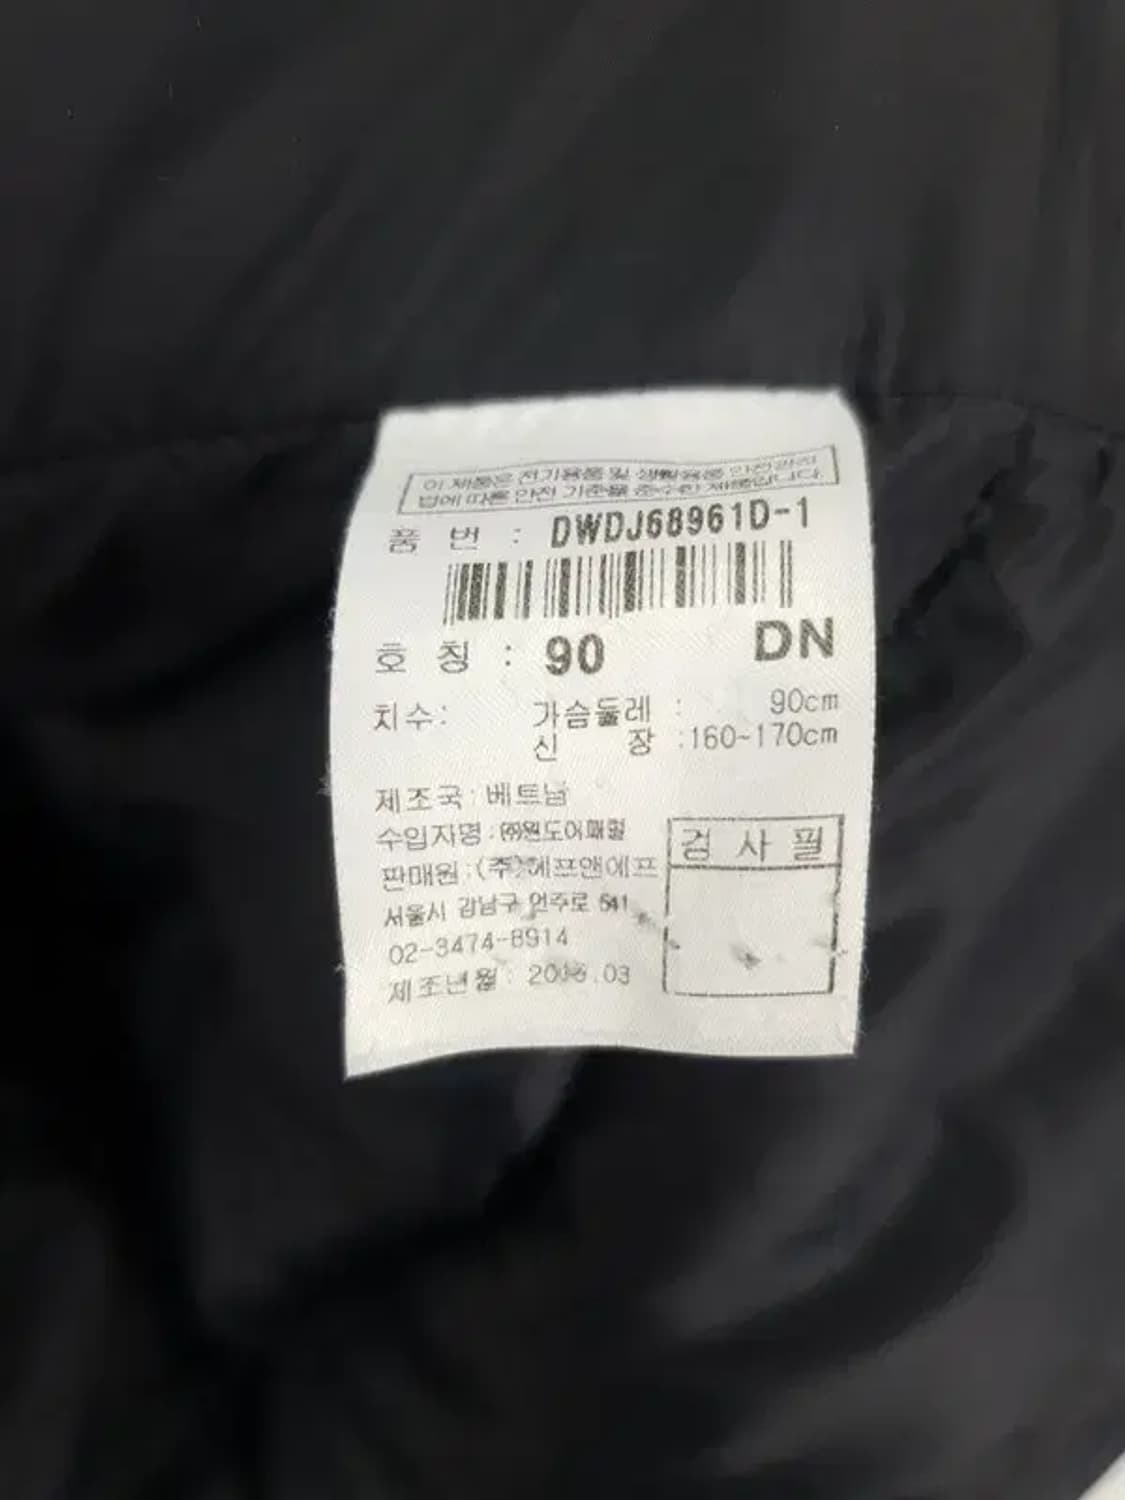 이 제품은 전기용품 및 생활용품 안전관리
법에 따른 안전 기준을 준수한 제품입니다
품 번 : DWDJ68961D-1
호 칭 : 90 DN
치수: 가슴둘레 : 90cm
신 장 :160~170cm
제조국: 베트남
수입자명:㈜원도어패럴
판매원:(주)에프앤에프
서울시 강남구 언주로 541
02-3474-8914
제조년월: .03
검 사 필